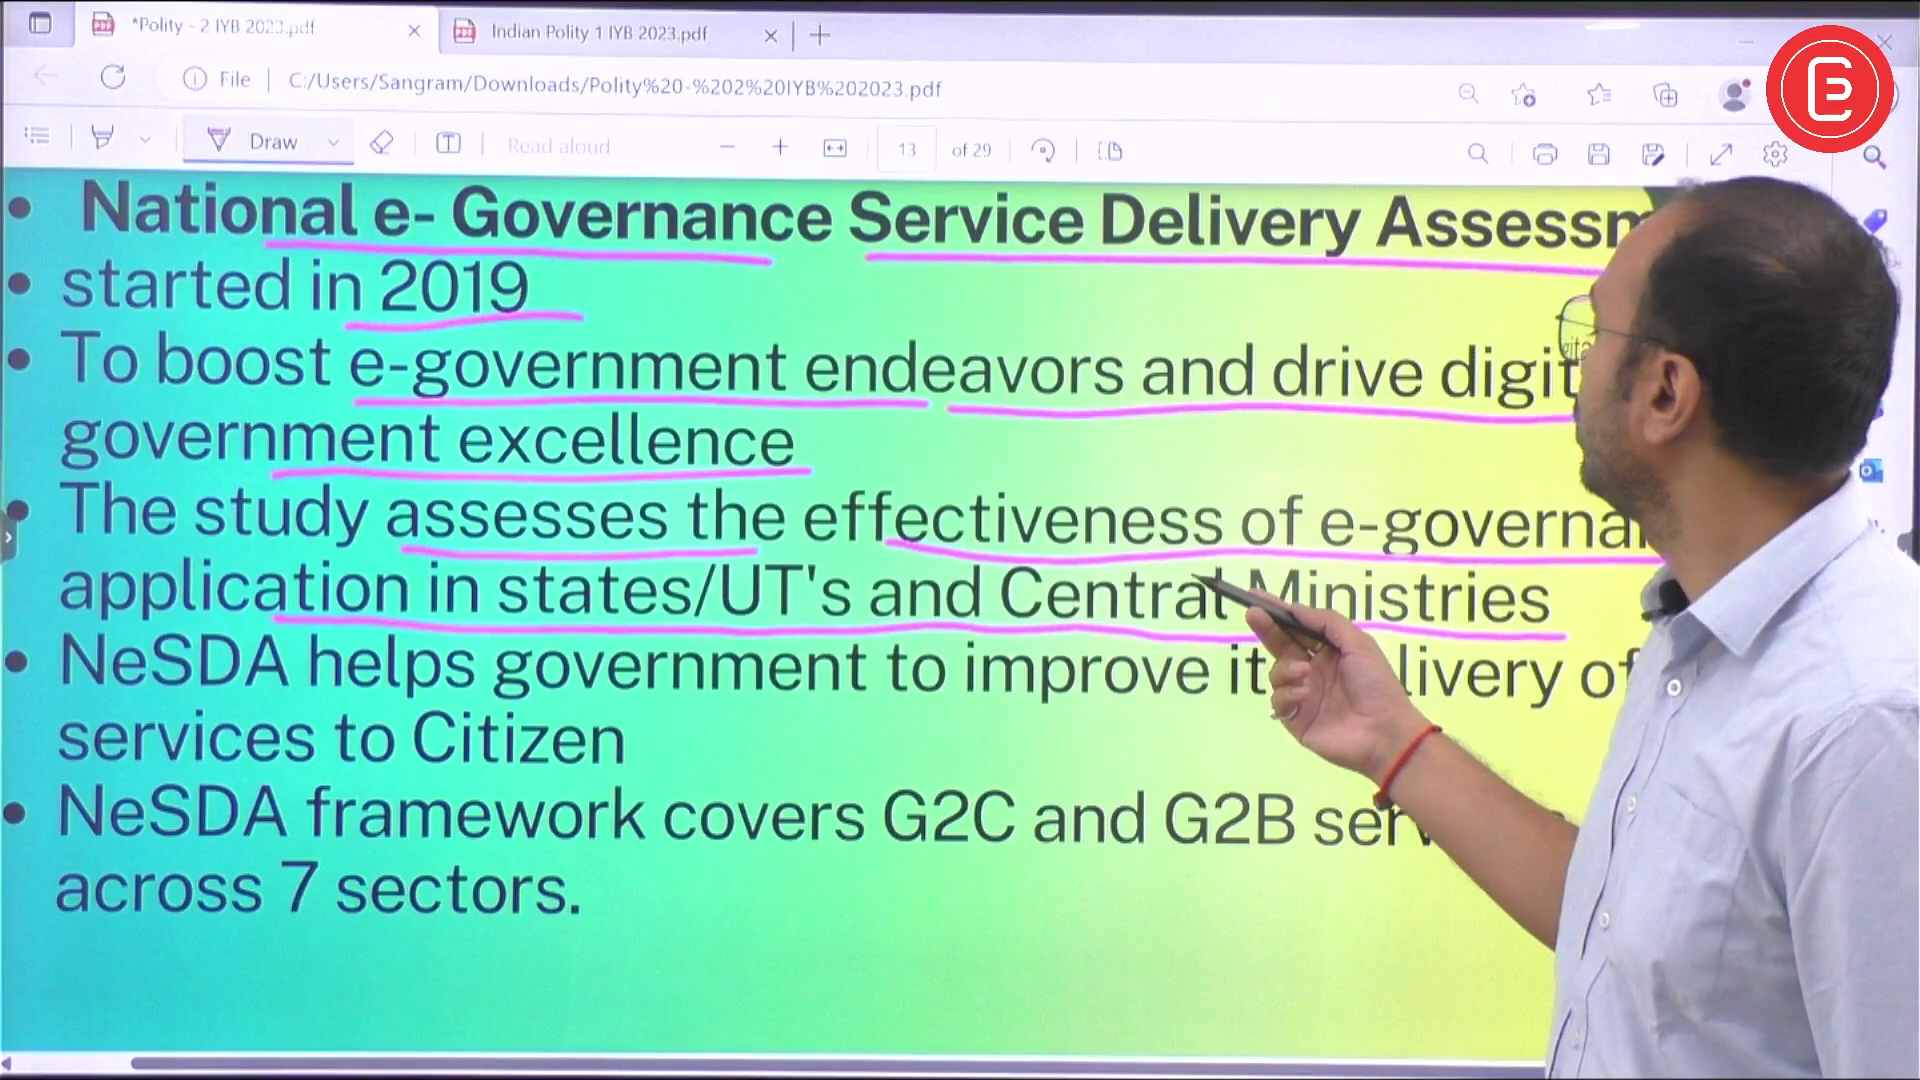 *Polity - 2 IYB 2023.pdf
Indian Polity 1 IYB 2023.pdf
File
C:/Users/Sangram/Downloads/Polity%20-%202%20IYB%202023.pdf
Draw
Read aloud
13 of 29
• National e- Governance Service Delivery Assessm
• started in 2019
• To boost e-government endeavors and drive digit
government excellence
• The study assesses the effectiveness of e-governa
application in states/UT's and Central Ministries
• NeSDA helps government to improve it livery of
services to Citizen
• NeSDA framework covers G2C and G2B serv
across 7 sectors.